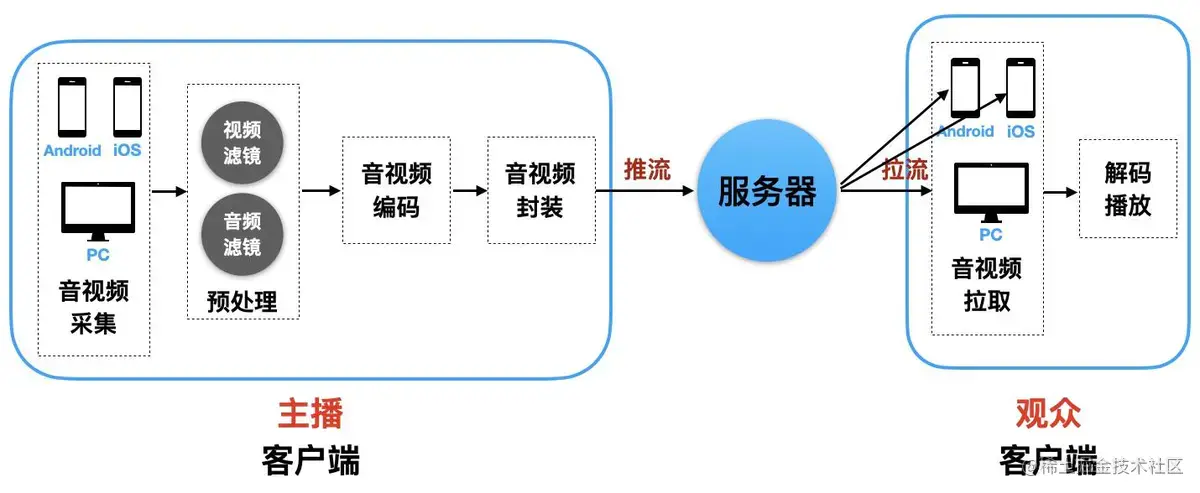 Android iOS
PC
音视频
采集
视频
滤镜
音频
滤镜
预处理
音视频
编码
音视频
封装
推流
服务器
拉流
Android iOS
PC
音视频
拉取
解码
播放
主播
客户端
观众
客户端
@稀土掘金技术社区